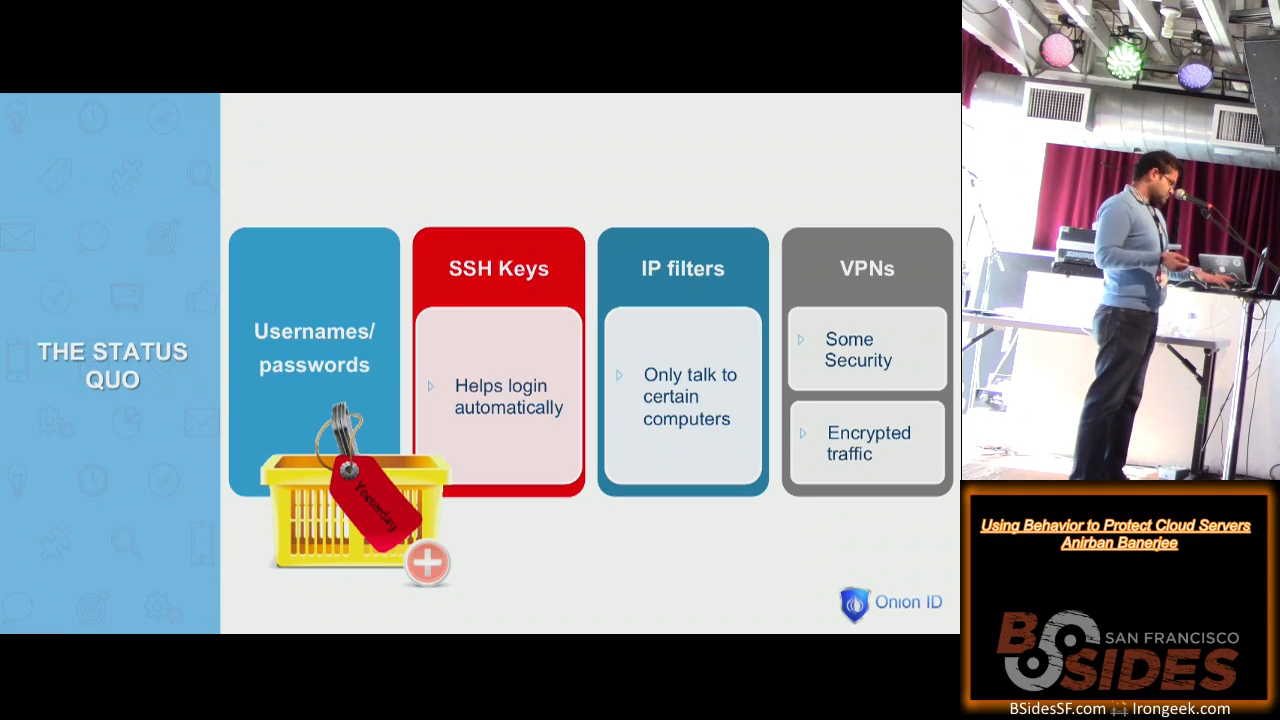 THE STATUS
QUO
Usernames/
passwords
SSH Keys
Helps login
automatically
IP filters
Only talk to
certain
computers
VPNs
Some
Security
Encrypted
traffic
Yesterday
Onion ID
Using Behavior to Protect Cloud Servers
Anirban Banerjee
BSIDES
SAN FRANCISCO
BSidesSF.com
Irongeek.com